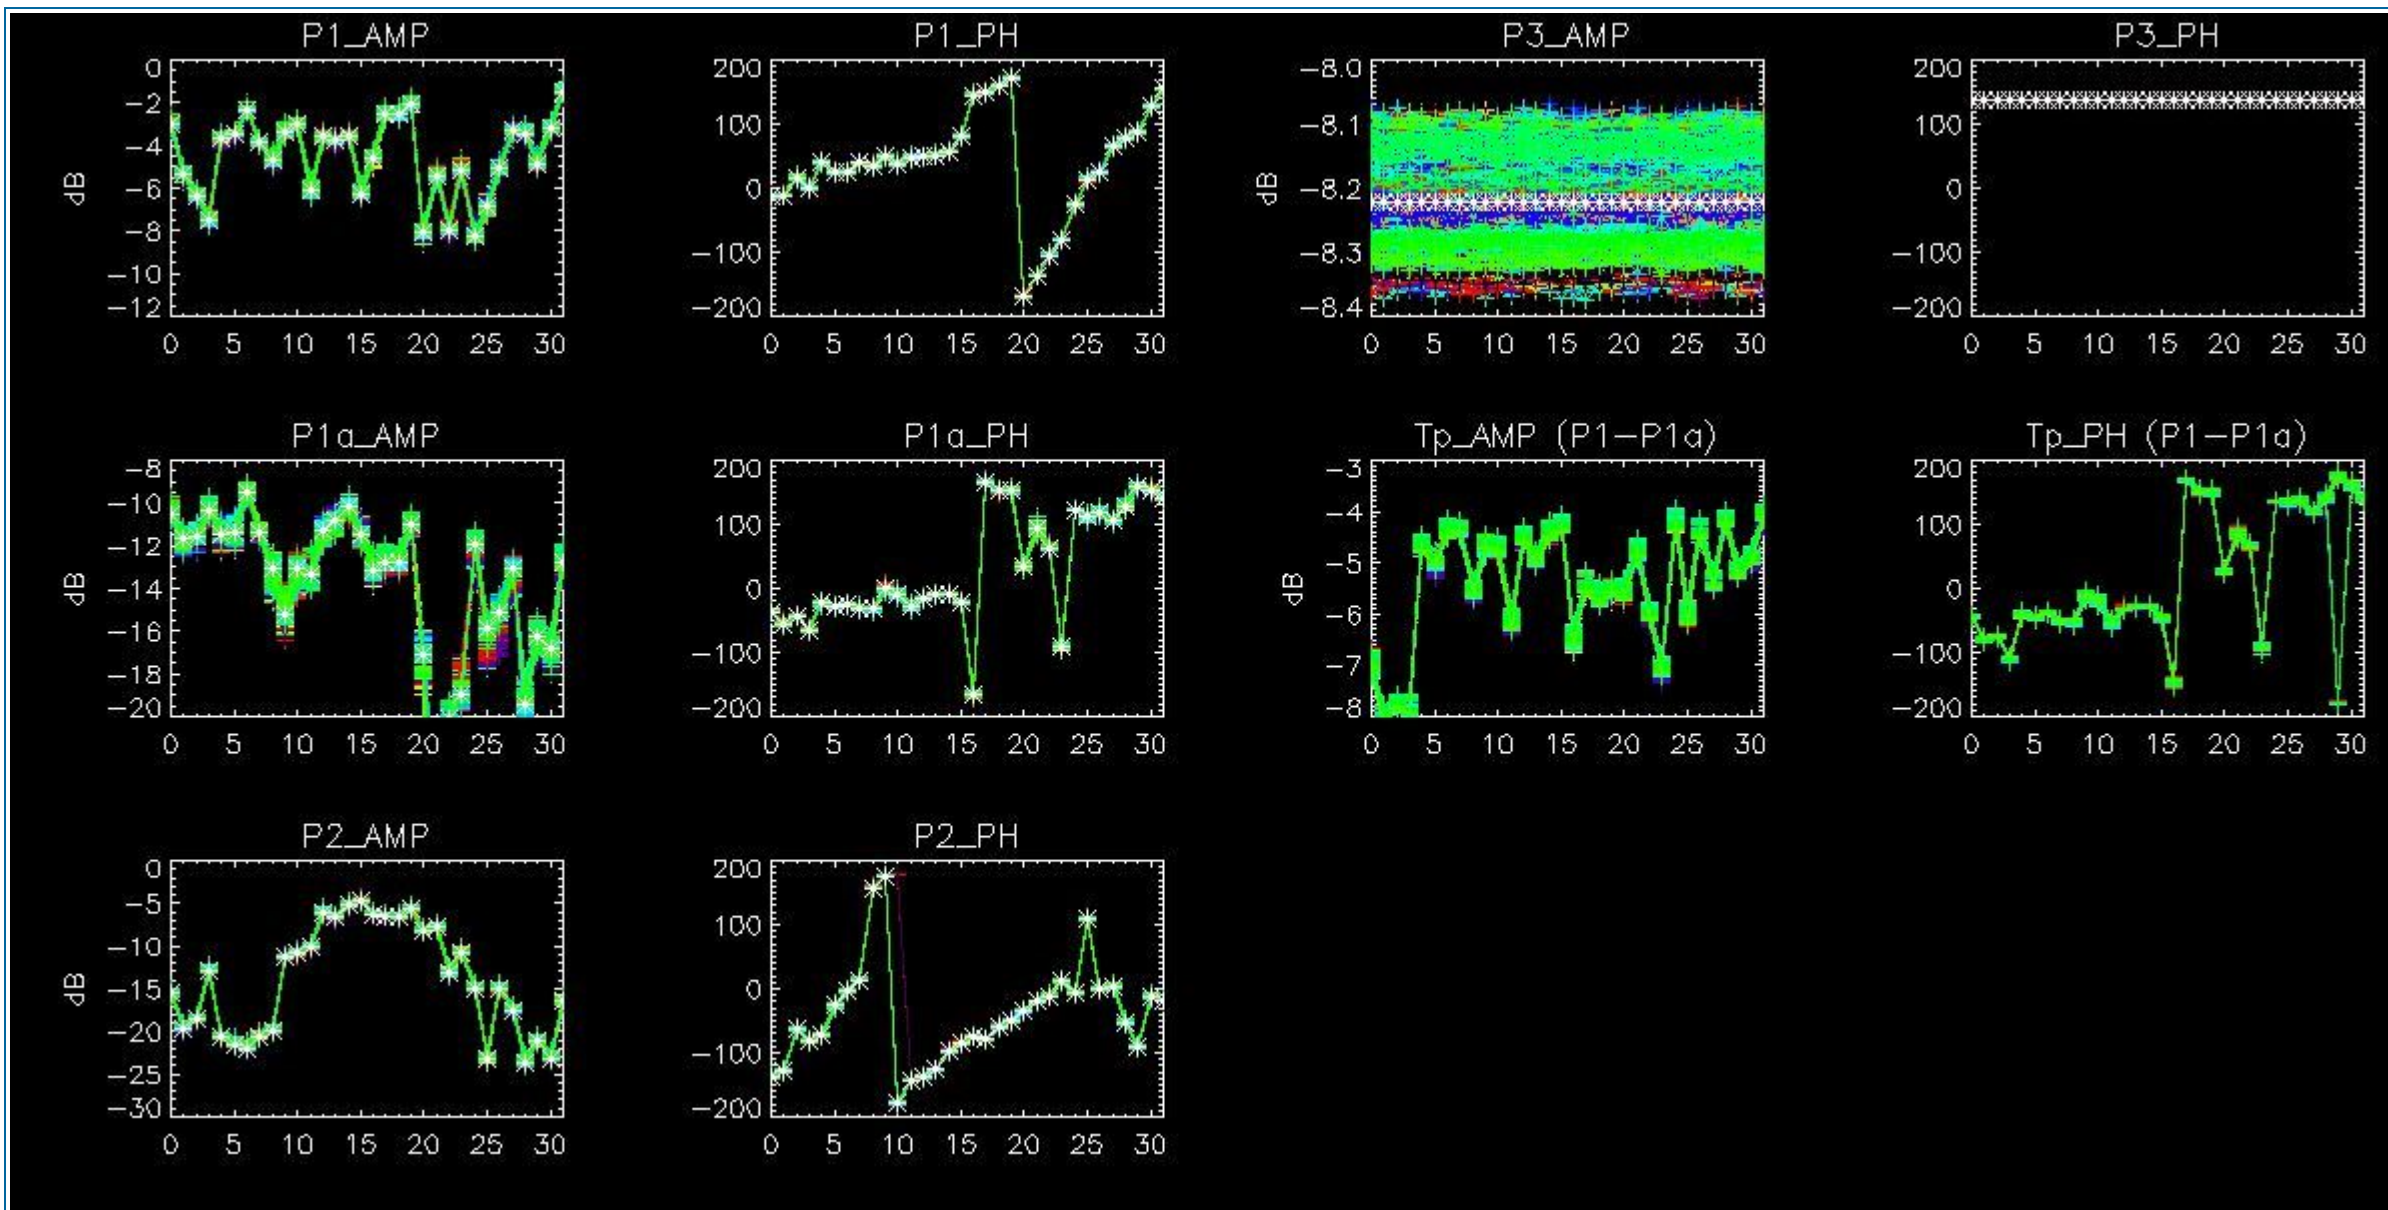 P1_AMP
0
−2
−4
−6
−8
−10
−12
dB
0 5 10 15 20 25 30
P1_PH
200
100
0
−100
−200
0 5 10 15 20 25 30
P3_AMP
−8.0
−8.1
−8.2
−8.3
−8.4
dB
0 5 10 15 20 25 30
P3_PH
200
100
0
−100
−200
0 5 10 15 20 25 30
P1a_AMP
−8
−10
−12
−14
−16
−18
−20
dB
0 5 10 15 20 25 30
P1a_PH
200
100
0
−100
−200
0 5 10 15 20 25 30
Tp_AMP (P1−P1a)
−3
−4
−5
−6
−7
−8
dB
0 5 10 15 20 25 30
Tp_PH (P1−P1a)
200
100
0
−100
−200
0 5 10 15 20 25 30
P2_AMP
0
−5
−10
−15
−20
−25
−30
dB
0 5 10 15 20 25 30
P2_PH
200
100
0
−100
−200
0 5 10 15 20 25 30